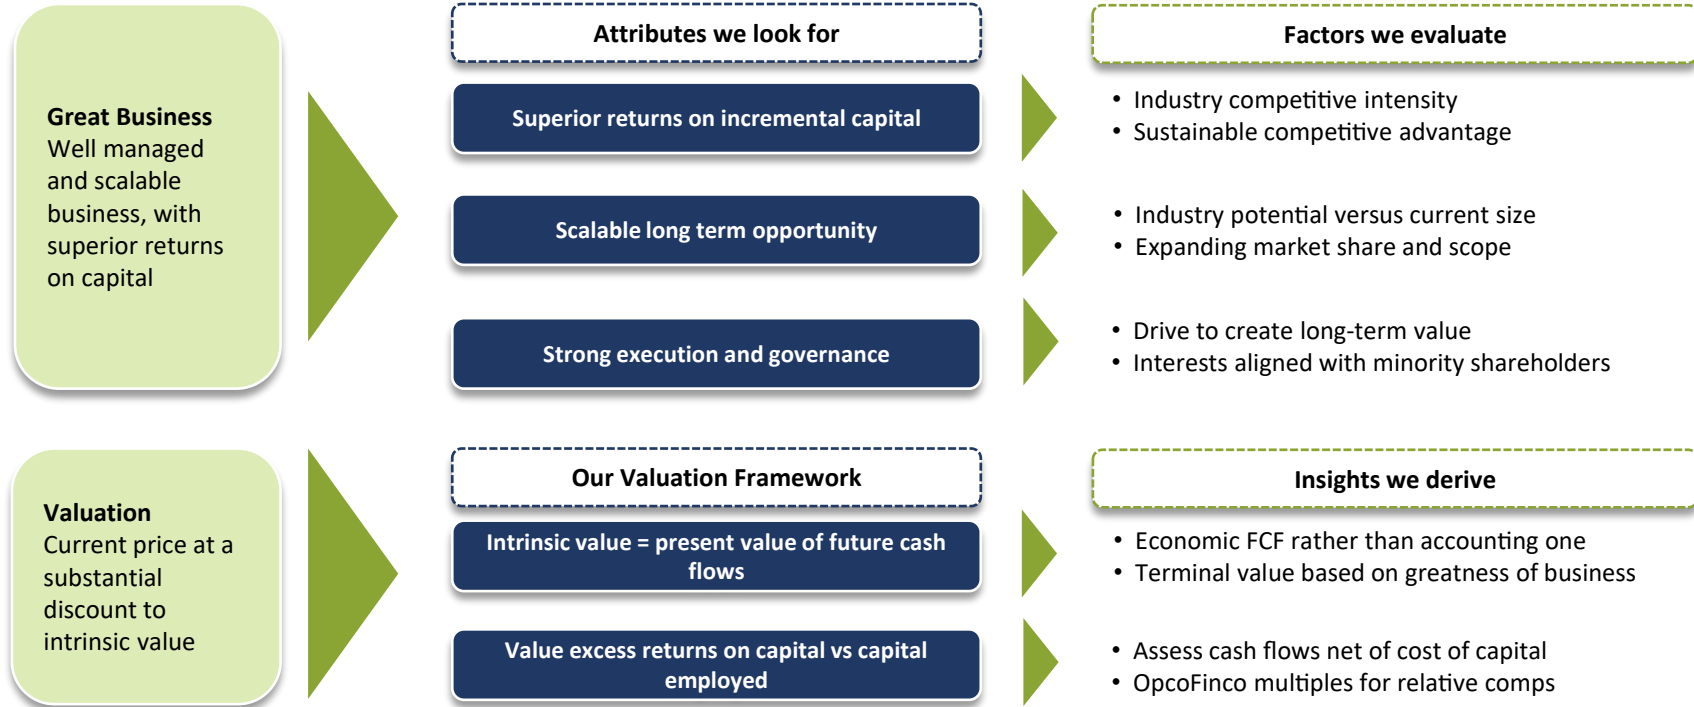 Great Business
Well managed
and scalable
business, with
superior returns
on capital
Attributes we look for
Factors we evaluate
Superior returns on incremental capital
• Industry competitive intensity
• Sustainable competitive advantage
Scalable long term opportunity
• Industry potential versus current size
• Expanding market share and scope
Strong execution and governance
• Drive to create long-term value
• Interests aligned with minority shareholders
Valuation
Current price at a
substantial
discount to
intrinsic value
Our Valuation Framework
Insights we derive
Intrinsic value = present value of future cash
flows
• Economic FCF rather than accounting one
• Terminal value based on greatness of business
Value excess returns on capital vs capital
employed
• Assess cash flows net of cost of capital
• OpcoFinco multiples for relative comps